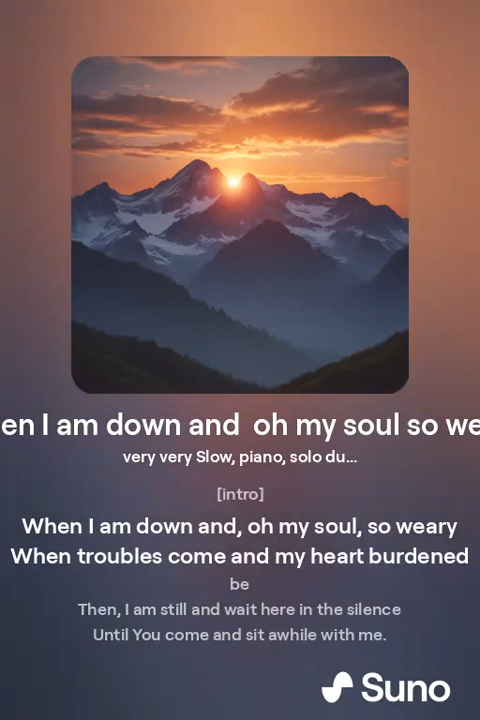 en I am down and  oh my soul so we
very very Slow, piano, solo du...
[intro]
When I am down and, oh my soul, so weary
When troubles come and my heart burdened
be
Then, I am still and wait here in the silence
Until You come and sit awhile with me.
Suno